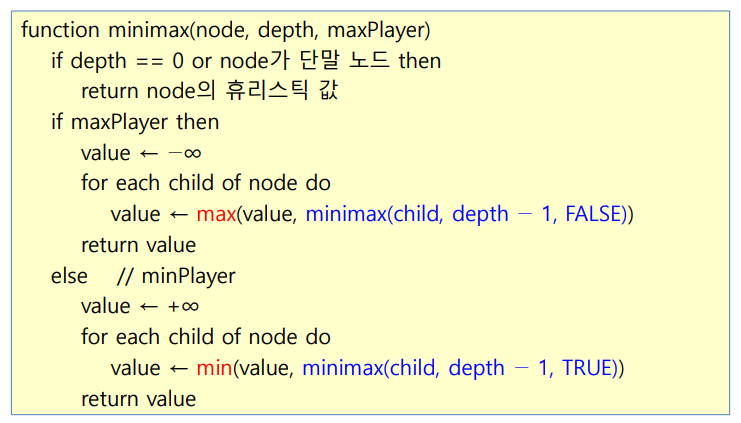 function minimax(node, depth, maxPlayer)
if depth == 0 or node가 단말 노드 then
return node의 휴리스틱 값
if maxPlayer then
value ← −∞
for each child of node do
value ← max(value, minimax(child, depth − 1, FALSE))
return value
else // minPlayer
value ← +∞
for each child of node do
value ← min(value, minimax(child, depth − 1, TRUE))
return value